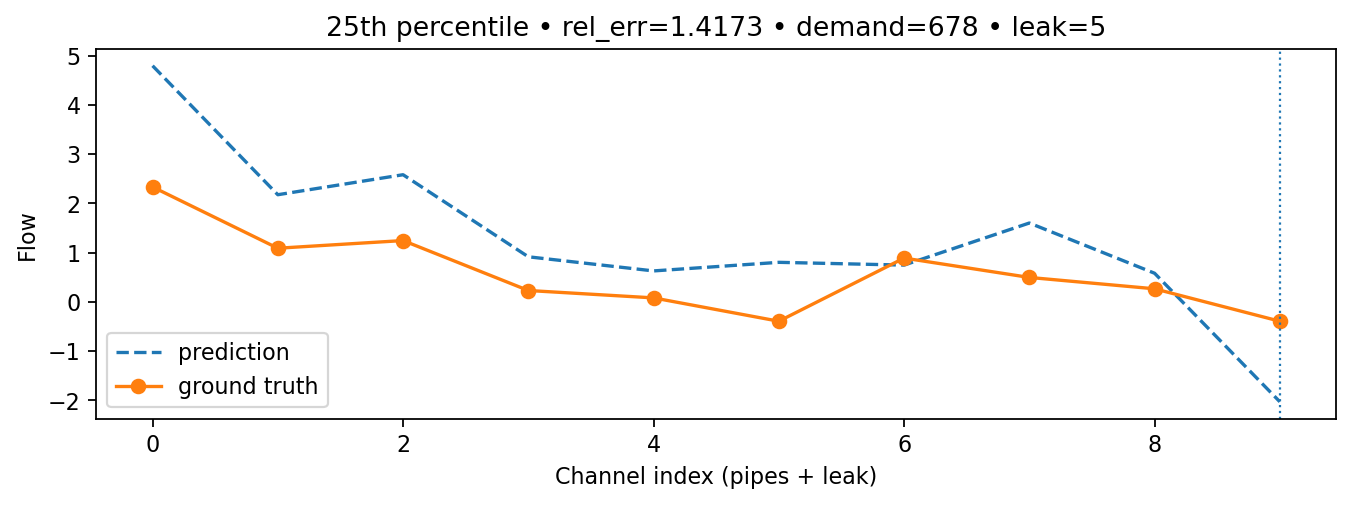 25th percentile • rel_err=1.4173 • demand=678 • leak=5
Flow
5
4
3
2
1
0
−1
−2
prediction
ground truth
0 2 4 6 8
Channel index (pipes + leak)